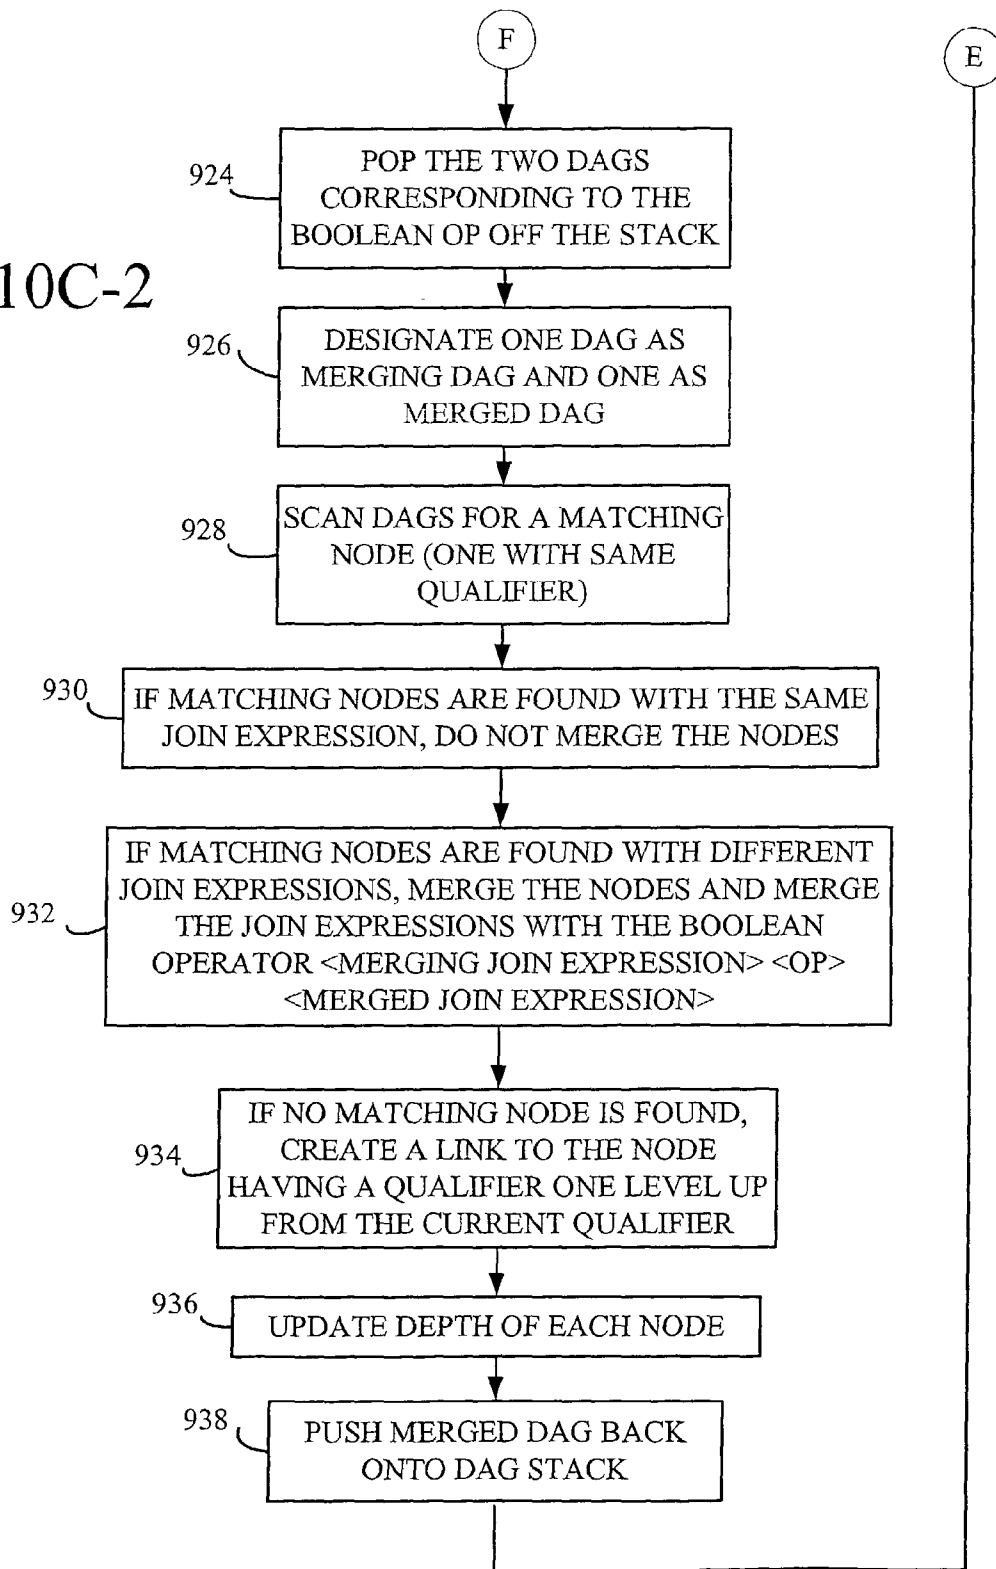 F
E
924
POP THE TWO DAGS
CORRESPONDING TO THE
BOOLEAN OP OFF THE STACK
10C-2
926
DESIGNATE ONE DAG AS
MERGING DAG AND ONE AS
MERGED DAG
928
SCAN DAGS FOR A MATCHING
NODE (ONE WITH SAME
QUALIFIER)
930
IF MATCHING NODES ARE FOUND WITH THE SAME
JOIN EXPRESSION, DO NOT MERGE THE NODES
932
IF MATCHING NODES ARE FOUND WITH DIFFERENT
JOIN EXPRESSIONS, MERGE THE NODES AND MERGE
THE JOIN EXPRESSIONS WITH THE BOOLEAN
OPERATOR <MERGING JOIN EXPRESSION> <OP>
<MERGED JOIN EXPRESSION>
934
IF NO MATCHING NODE IS FOUND,
CREATE A LINK TO THE NODE
HAVING A QUALIFIER ONE LEVEL UP
FROM THE CURRENT QUALIFIER
936
UPDATE DEPTH OF EACH NODE
938
PUSH MERGED DAG BACK
ONTO DAG STACK